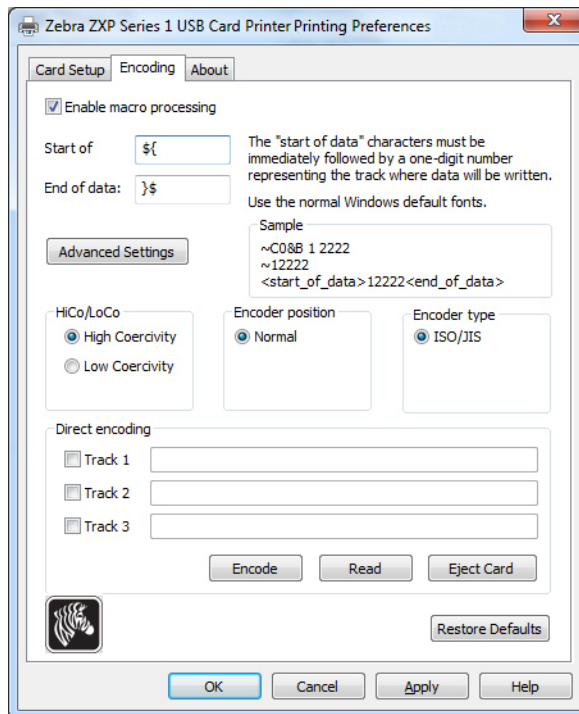 Zebra ZXP Series 1 USB Card Printer Printing Preferences
Card Setup Encoding About
Enable macro processing
Start of ${
End of data: }$
The "start of data" characters must be
immediately followed by a one-digit number
representing the track where data will be written.
Use the normal Windows default fonts.
Advanced Settings
Sample
~C0&B 1 2222
~12222
<start_of_data>12222<end_of_data>
HiCo/LoCo
High Coercivity
Low Coercivity
Encoder position
Normal
Encoder type
ISO/JIS
Direct encoding
Track 1
Track 2
Track 3
Encode Read Eject Card
Restore Defaults
OK Cancel Apply Help